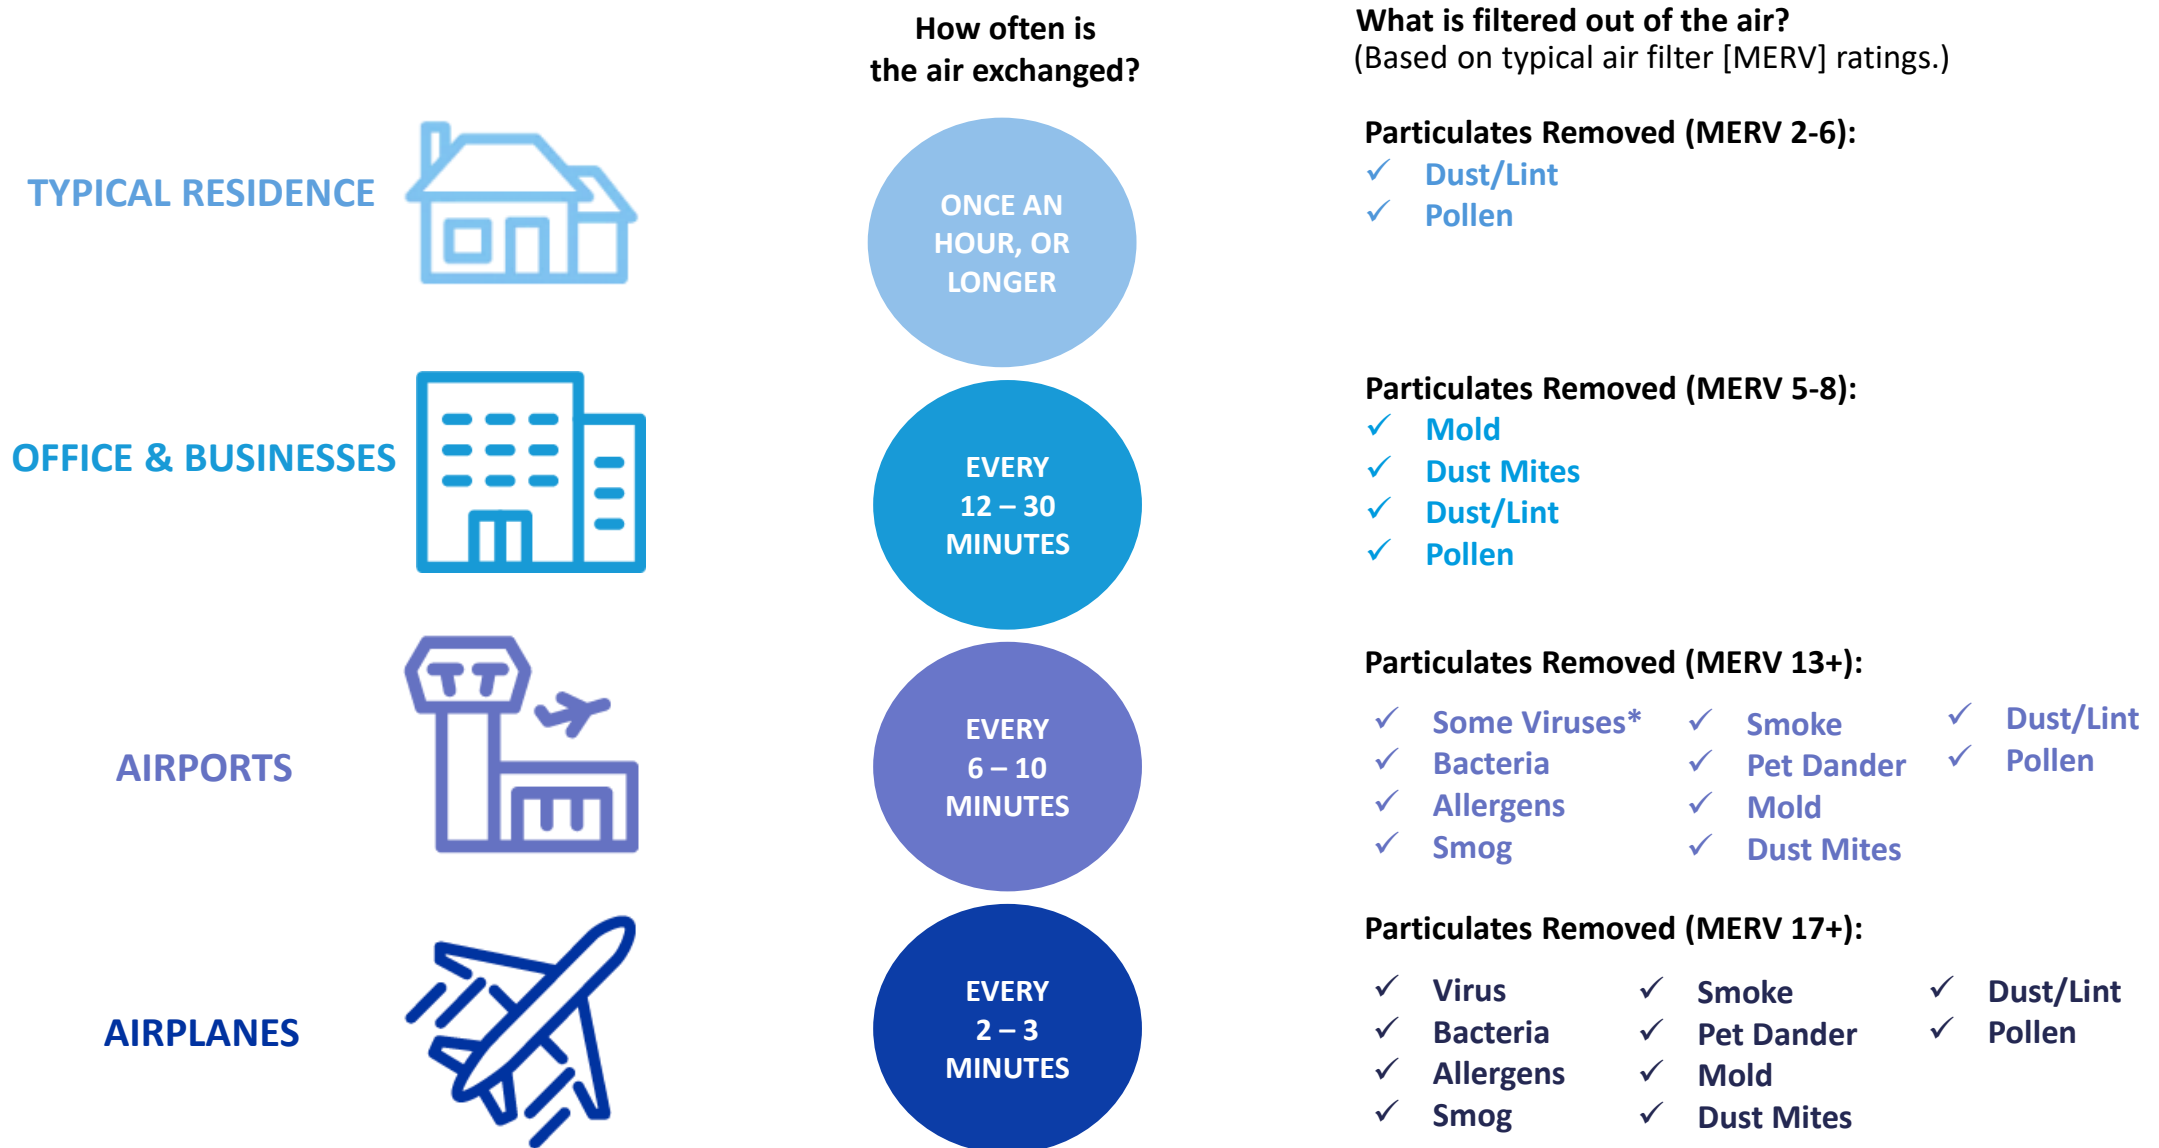 How often is
the air exchanged?
What is filtered out of the air?
(Based on typical air filter [MERV] ratings.)
TYPICAL RESIDENCE
ONCE AN
HOUR, OR
LONGER
Particulates Removed (MERV 2-6):
✓ Dust/Lint
✓ Pollen
OFFICE & BUSINESSES
EVERY
12 – 30
MINUTES
Particulates Removed (MERV 5-8):
✓ Mold
✓ Dust Mites
✓ Dust/Lint
✓ Pollen
AIRPORTS
EVERY
6 – 10
MINUTES
Particulates Removed (MERV 13+):
✓ Some Viruses*
✓ Bacteria
✓ Allergens
✓ Smog
✓ Smoke
✓ Pet Dander
✓ Mold
✓ Dust Mites
✓ Dust/Lint
✓ Pollen
AIRPLANES
EVERY
2 – 3
MINUTES
Particulates Removed (MERV 17+):
✓ Virus
✓ Bacteria
✓ Allergens
✓ Smog
✓ Smoke
✓ Pet Dander
✓ Mold
✓ Dust Mites
✓ Dust/Lint
✓ Pollen